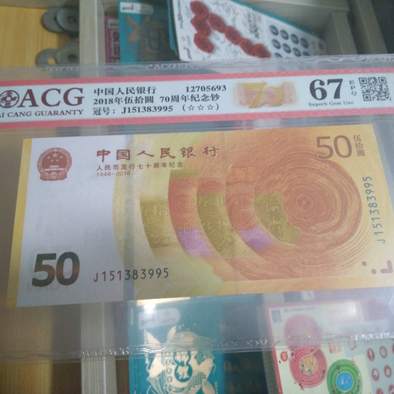 ACG
AI CANG GUARANTY
中国人民银行 12705693
2018年伍拾圆 70周年纪念钞
冠号: J151383995 (☆☆☆)
67 EPQ
Superb Gem Unc
中国人民银行
人民币发行七十周年纪念
1948-2018
50 伍拾圆
50
J151383995
J151383995